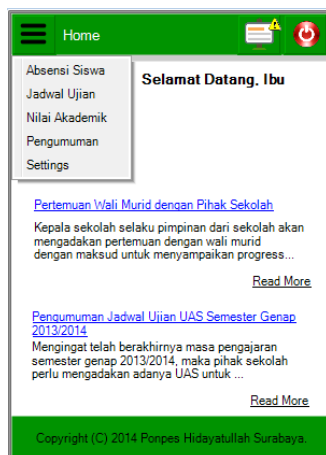 Home
Absensi Siswa
Jadwal Ujian
Nilai Akademik
Pengumuman
Settings
Selamat Datang, Ibu
Pertemuan Wali Murid dengan Pihak Sekolah
Kepala sekolah selaku pimpinan dari sekolah akan
mengadakan pertemuan dengan wali murid
dengan maksud untuk menyampaikan progress...
Read More
Pengumuman Jadwal Ujian UAS Semester Genap
2013/2014
Mengingat telah berakhirnya masa pengajaran
semester genap 2013/2014, maka pihak sekolah
perlu mengadakan adanya UAS untuk ...
Read More
Copyright (C) 2014 Ponpes Hidayatullah Surabaya.